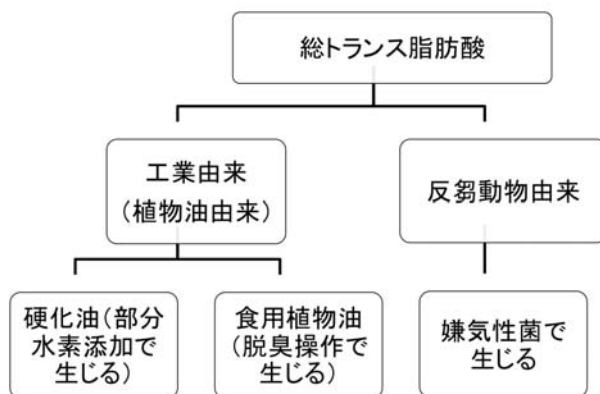 総トランス脂肪酸
工業由来
(植物油由来)
反芻動物由来
硬化油(部分
水素添加で
生じる)
食用植物油
(脱臭操作で
生じる)
嫌気性菌で
生じる